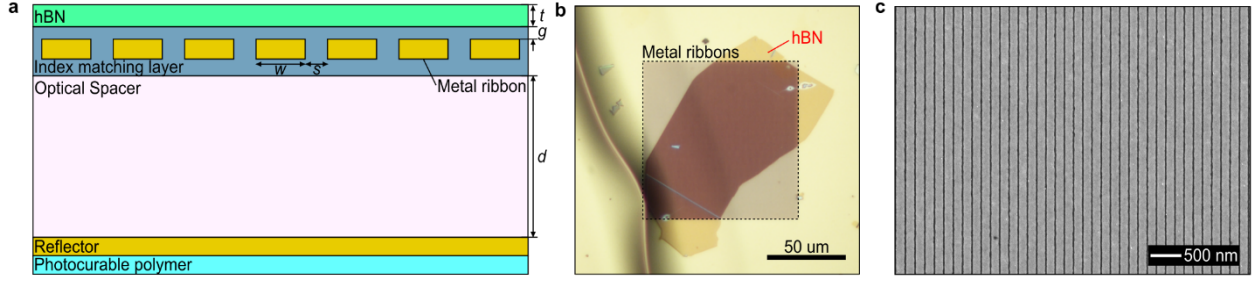 a
hBN
t
g
Index matching layer
w
s
Metal ribbon
Optical Spacer
d
Reflector
Photocurable polymer
b
hBN
Metal ribbons
50 um
c
500 nm